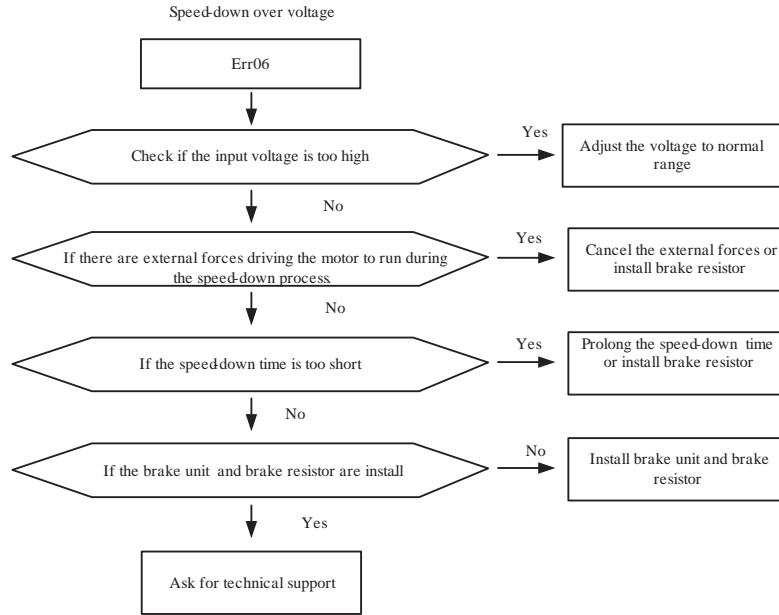 Speed-down over voltage
Err06
Check if the input voltage is too high
Yes
Adjust the voltage to normal
range
No
If there are external forces driving the motor to run during
the speed-down process.
Yes
Cancel the external forces or
install brake resistor
No
If the speed-down time is too short
Yes
Prolong the speed-down time
or install brake resistor
No
If the brake unit and brake resistor are install
No
Install brake unit and brake
resistor
Yes
Ask for technical support